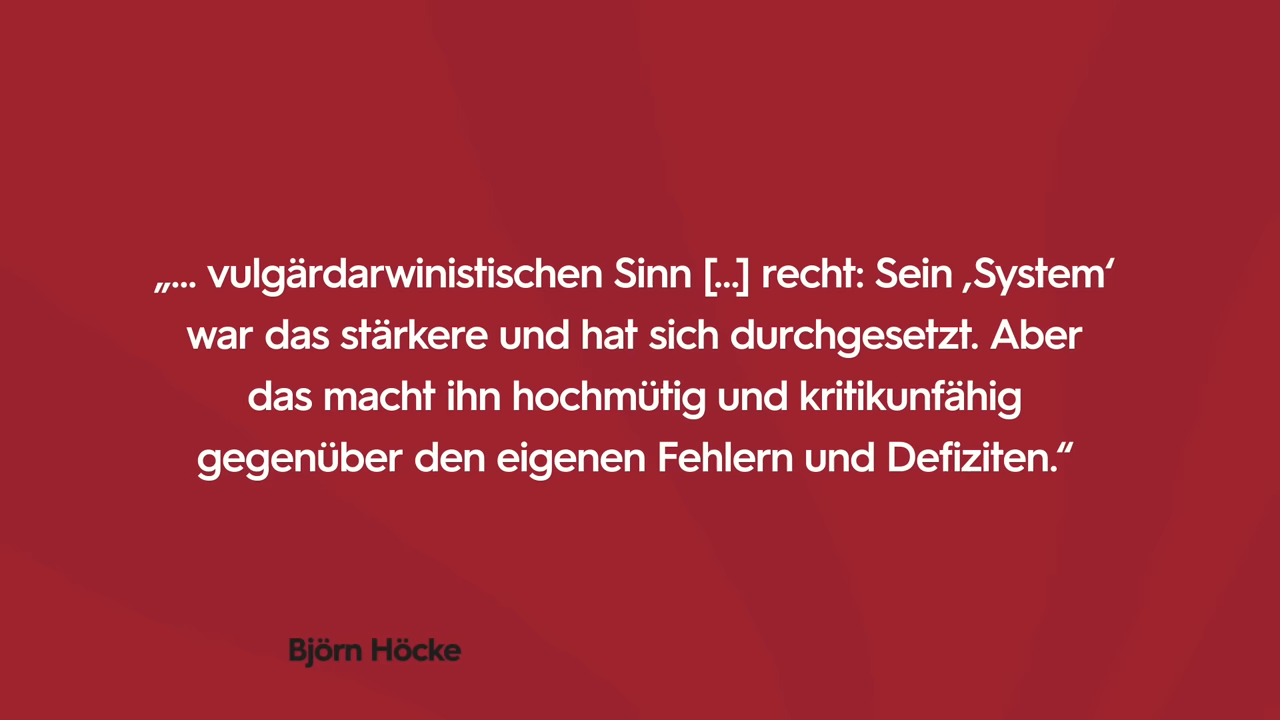 „... vulgärdarwinistischen Sinn [...] recht: Sein ‚System‘
war das stärkere und hat sich durchgesetzt. Aber
das macht ihn hochmütig und kritikunfähig
gegenüber den eigenen Fehlern und Defiziten.“
Björn Höcke